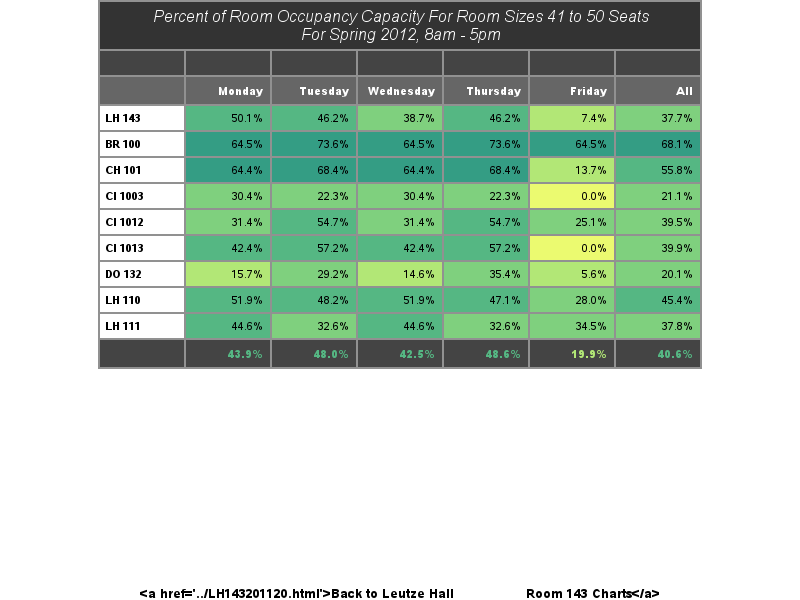 Percent of Room Occupancy Capacity For Room Sizes 41 to 50 Seats
For Spring 2012, 8am - 5pm
Monday Tuesday Wednesday Thursday Friday All
LH 143 50.1% 46.2% 38.7% 46.2% 7.4% 37.7%
BR 100 64.5% 73.6% 64.5% 73.6% 64.5% 68.1%
CH 101 64.4% 68.4% 64.4% 68.4% 13.7% 55.8%
CI 1003 30.4% 22.3% 30.4% 22.3% 0.0% 21.1%
CI 1012 31.4% 54.7% 31.4% 54.7% 25.1% 39.5%
CI 1013 42.4% 57.2% 42.4% 57.2% 0.0% 39.9%
DO 132 15.7% 29.2% 14.6% 35.4% 5.6% 20.1%
LH 110 51.9% 48.2% 51.9% 47.1% 28.0% 45.4%
LH 111 44.6% 32.6% 44.6% 32.6% 34.5% 37.8%
43.9% 48.0% 42.5% 48.6% 19.9% 40.6%
<a href='../LH143201120.html'>Back to Leutze Hall Room 143 Charts</a>